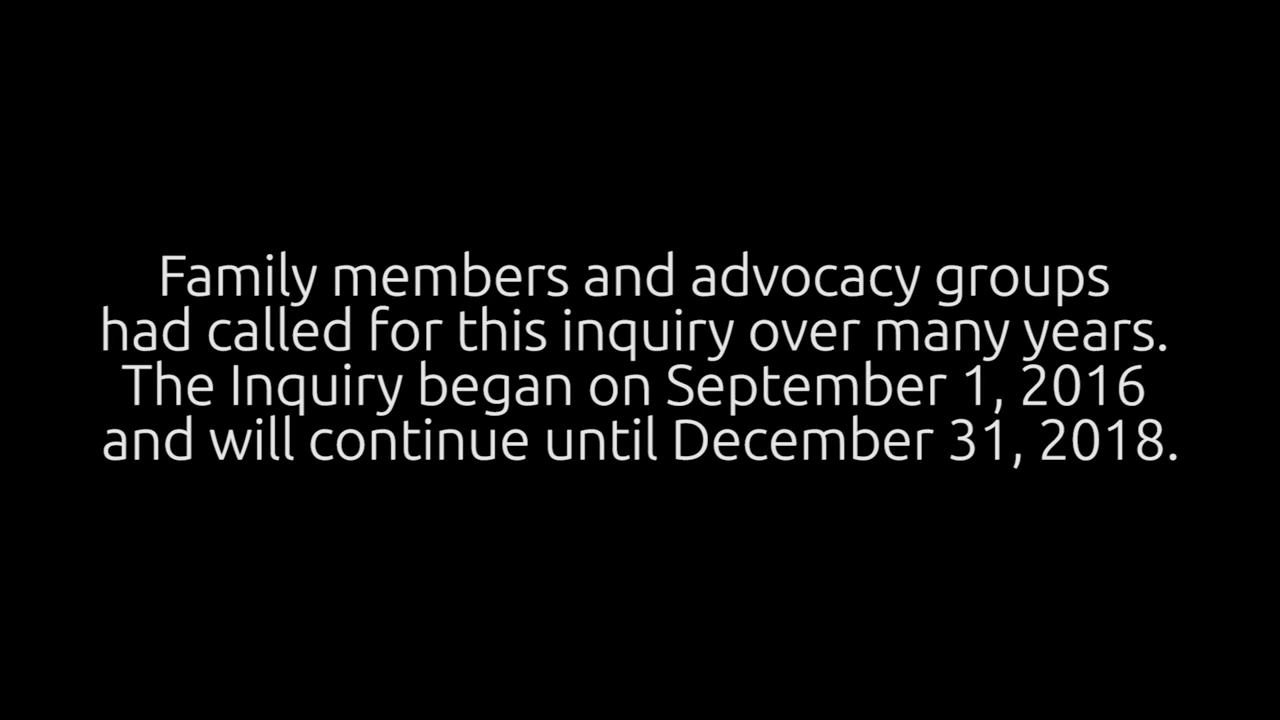 Family members and advocacy groups
had called for this inquiry over many years.
The Inquiry began on September 1, 2016
and will continue until December 31, 2018.